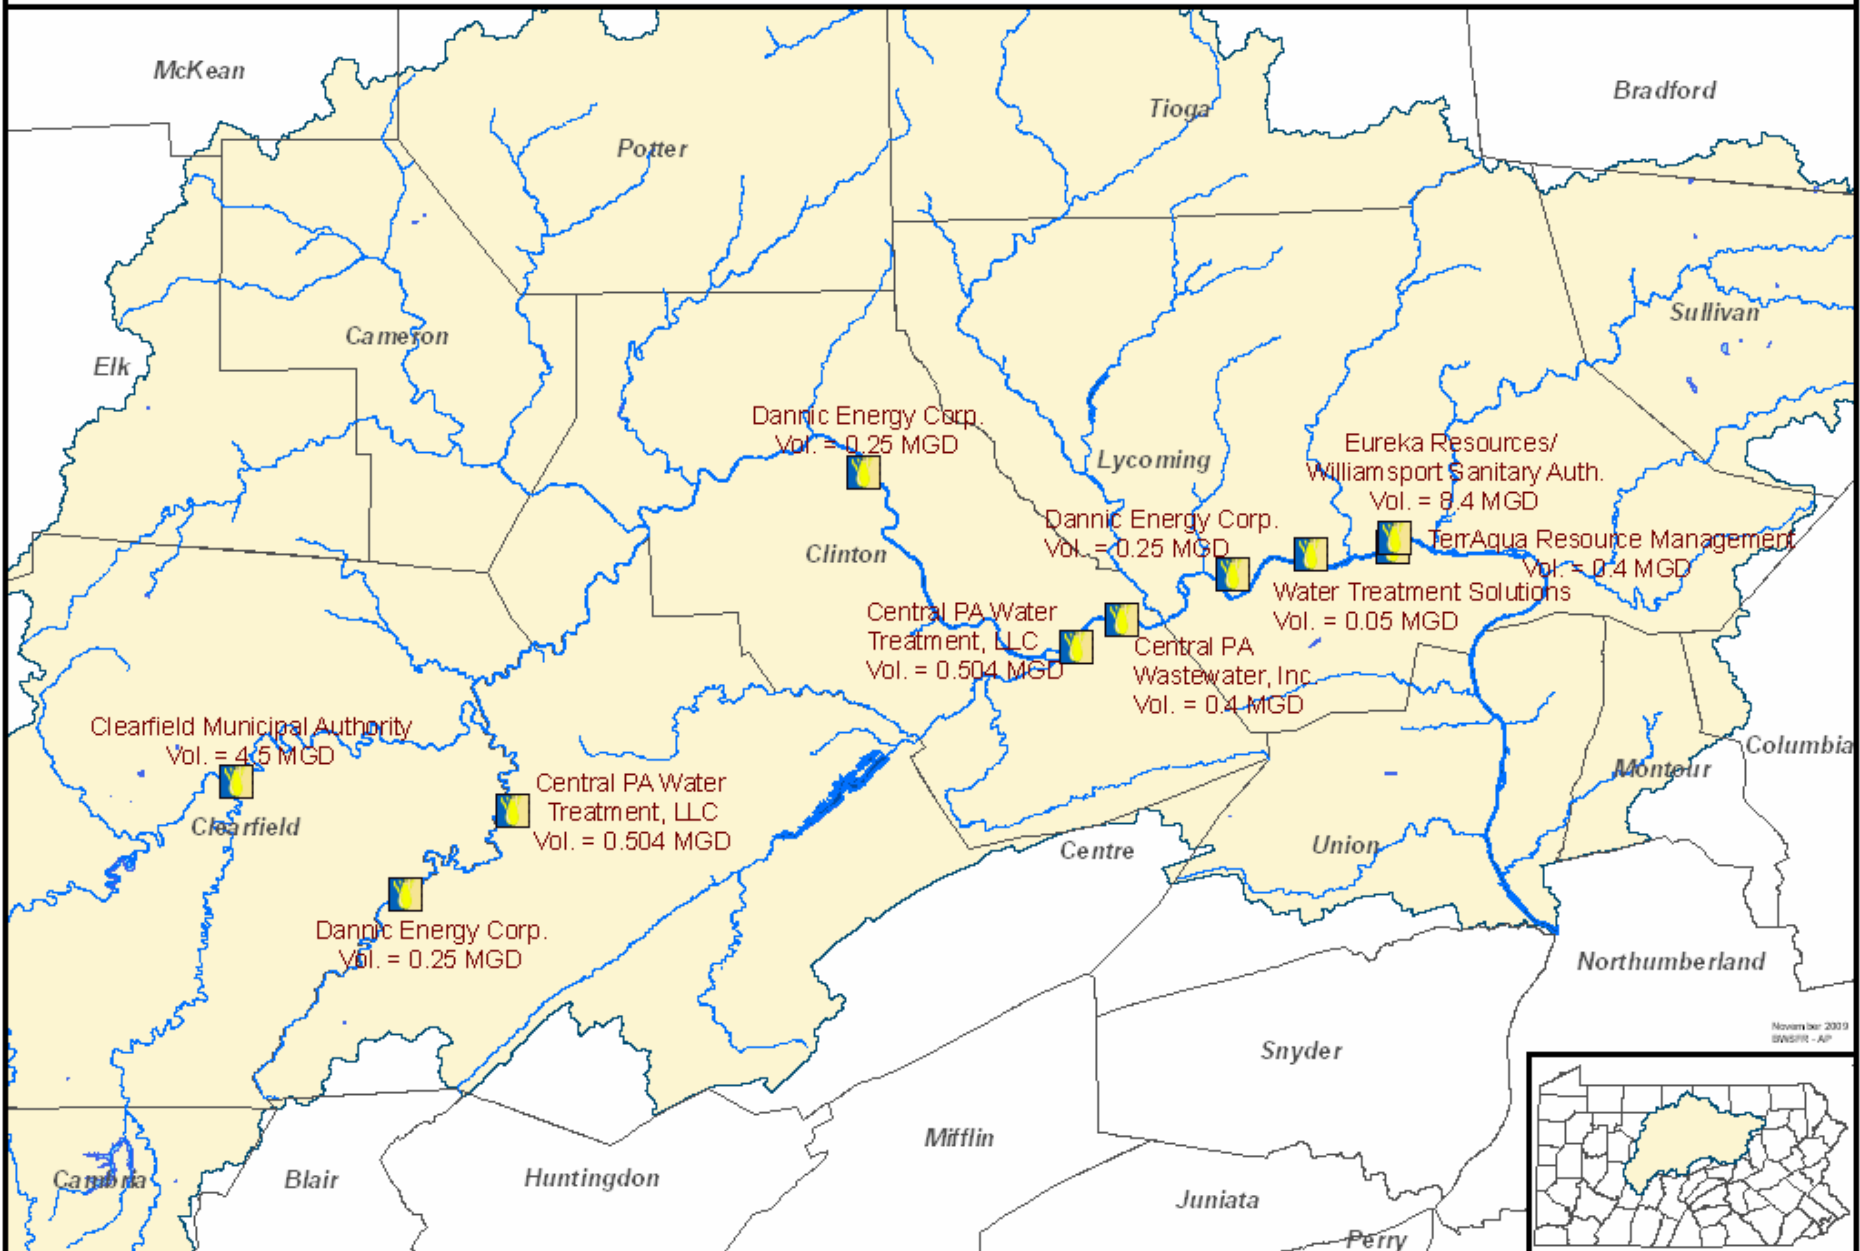 McKean
Bradford
Tioga
Potter
Sullivan
Cameron
Elk
Dannic Energy Corp.
Vol. = 0.25 MGD
Lycoming
Eureka Resources/
Williamsport Sanitary Auth.
Vol. = 8.4 MGD
Dannic Energy Corp.
Vol. = 0.25 MGD
TerrAqua Resource Management
Vol. = 0.4 MGD
Clinton
Water Treatment Solutions
Vol. = 0.05 MGD
Central PA Water
Treatment, LLC
Vol. = 0.504 MGD
Central PA
Wastewater, Inc.
Vol. = 0.4 MGD
Clearfield Municipal Authority
Vol. = 4.5 MGD
Columbia
Montour
Central PA Water
Treatment, LLC
Vol. = 0.504 MGD
Clearfield
Union
Centre
Dannic Energy Corp.
Vol. = 0.25 MGD
Northumberland
November 2009
BWSFR - AP
Snyder
Mifflin
Cambria
Blair
Huntingdon
Juniata
Perry